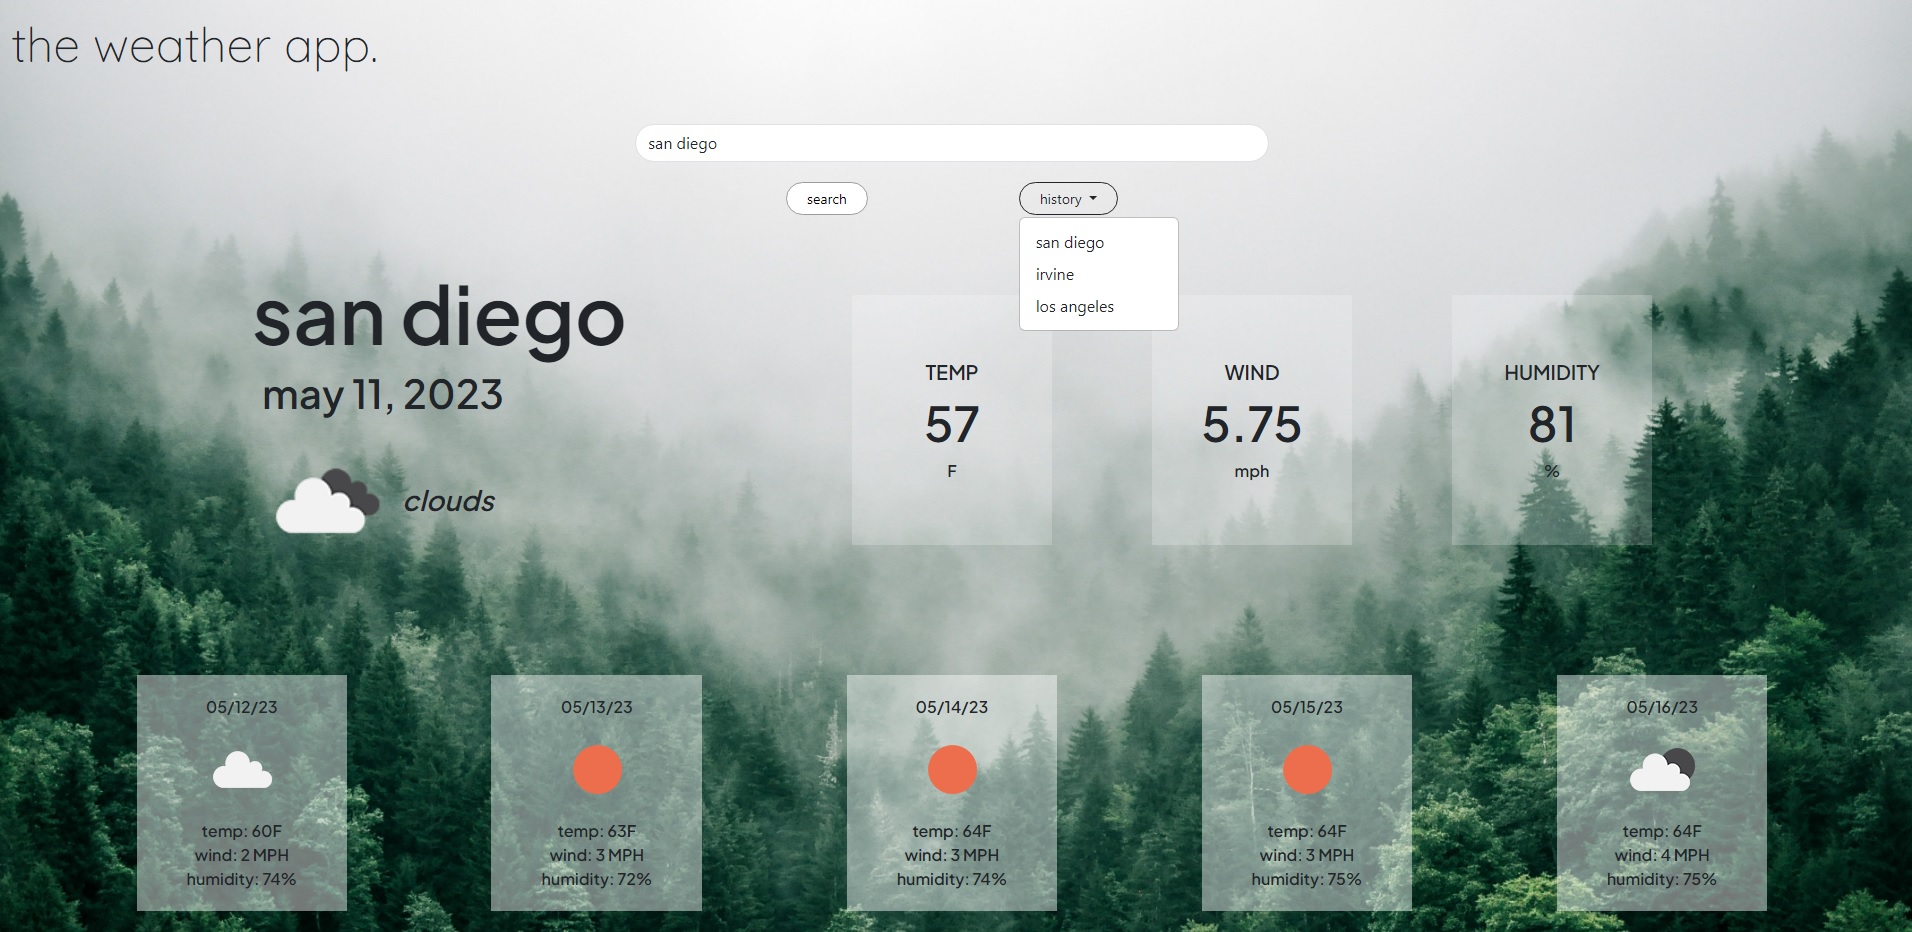 the weather app.
san diego
search
history
san diego
irvine
los angeles
san diego
may 11, 2023
clouds
TEMP
57
F
WIND
5.75
mph
HUMIDITY
81
%
05/12/23
temp: 60F
wind: 2 MPH
humidity: 74%
05/13/23
temp: 63F
wind: 3 MPH
humidity: 72%
05/14/23
temp: 64F
wind: 3 MPH
humidity: 74%
05/15/23
temp: 64F
wind: 3 MPH
humidity: 75%
05/16/23
temp: 64F
wind: 4 MPH
humidity: 75%